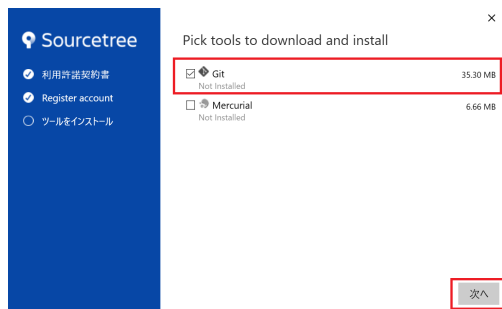 Sourcetree
利用許諾契約書
Register account
ツールをインストール
Pick tools to download and install
Git
35.30 MB
Not Installed
Mercurial
6.66 MB
Not Installed
次へ